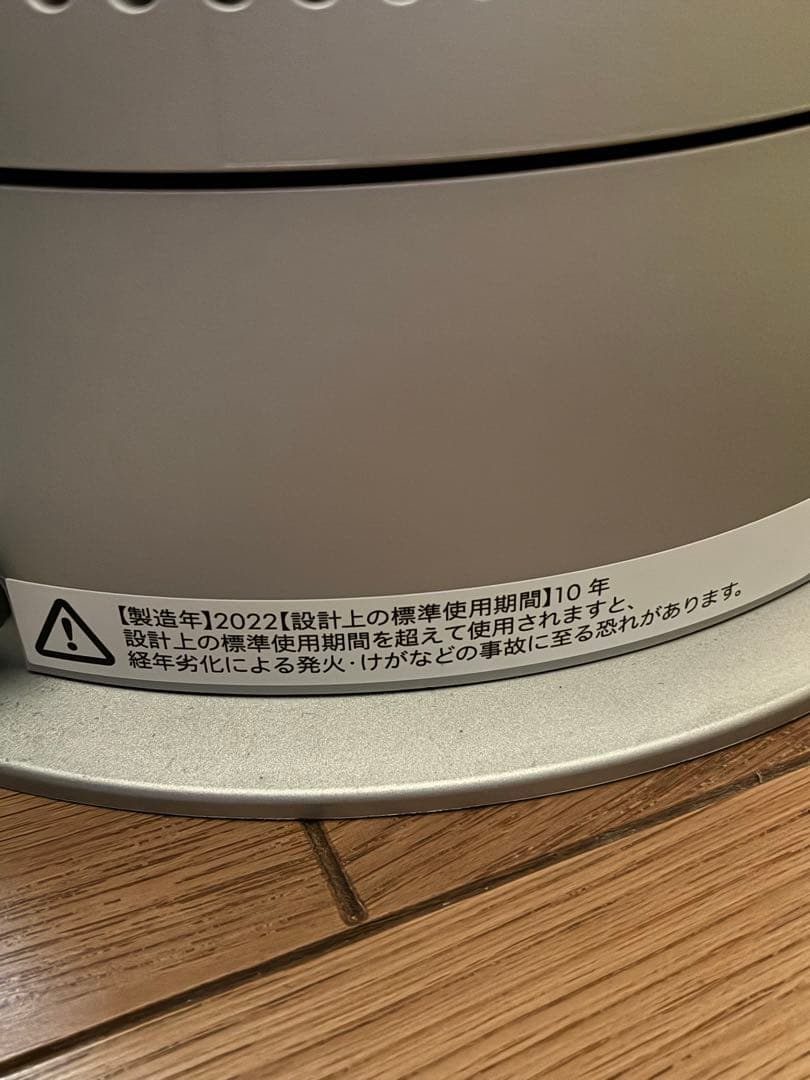 【製造年】2022【設計上の標準使用期間】10年
設計上の標準使用期間を超えて使用されますと、
経年劣化による発火･けがなどの事故に至る恐れがあります。